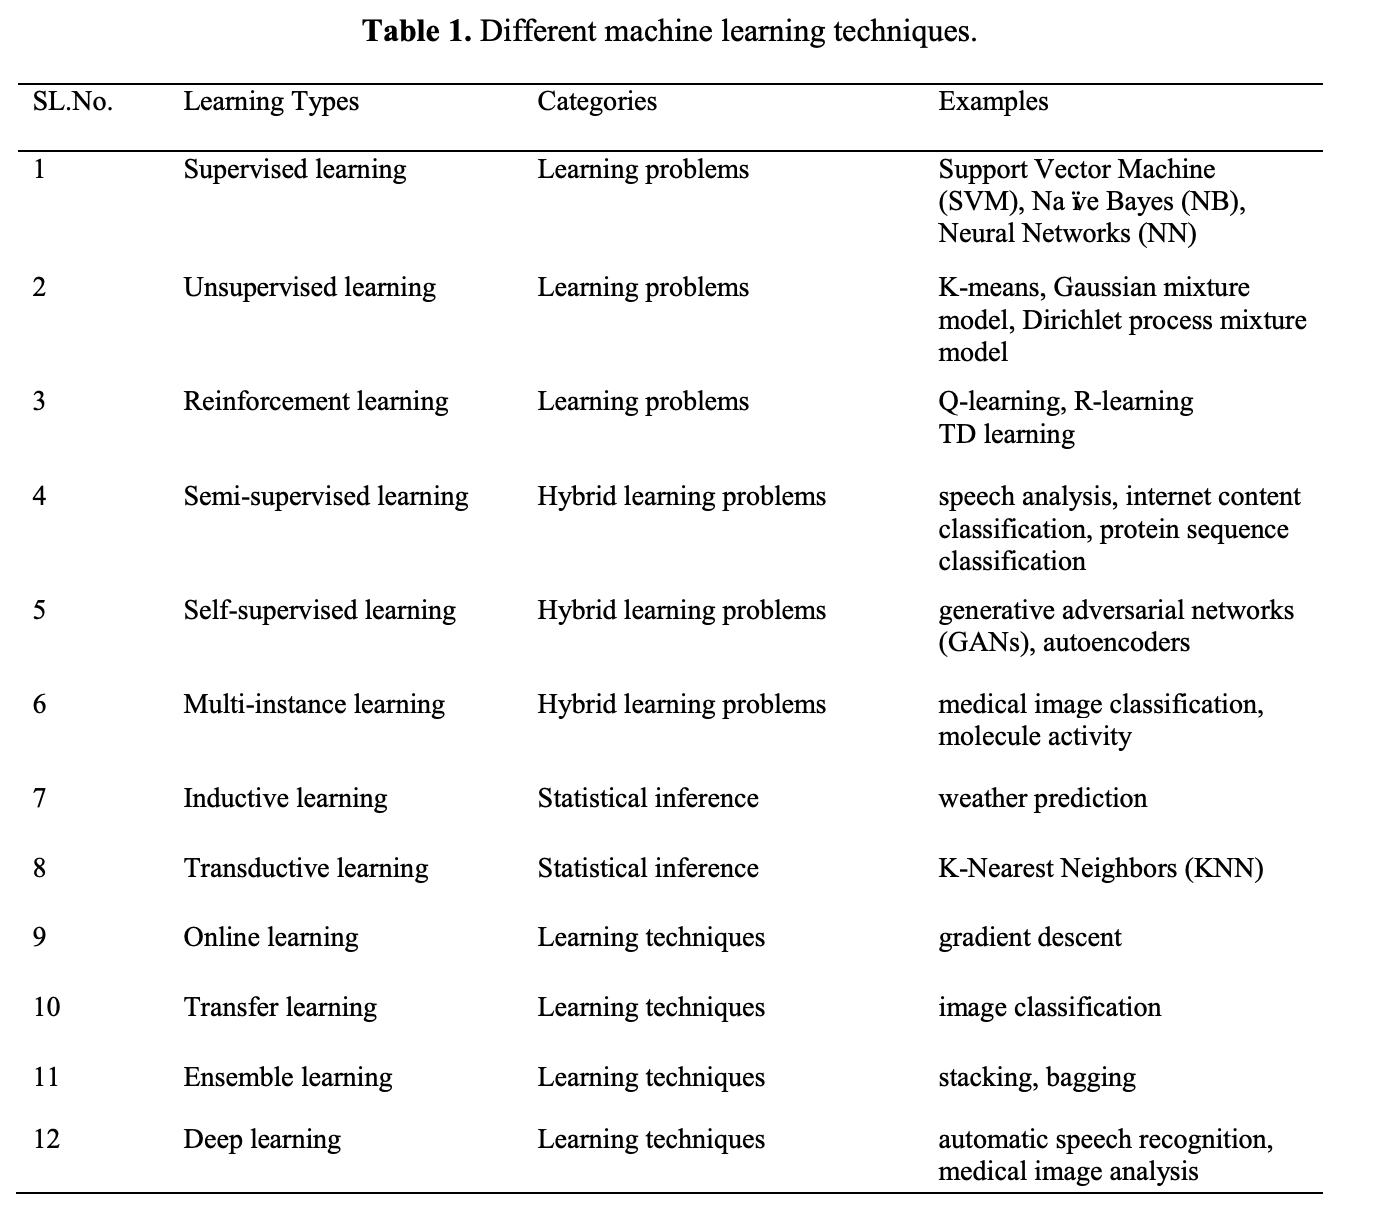 Table 1. Different machine learning techniques.
SL.No. Learning Types Categories Examples
1 Supervised learning Learning problems Support Vector Machine
(SVM), Na ïve Bayes (NB),
Neural Networks (NN)
2 Unsupervised learning Learning problems K-means, Gaussian mixture
model, Dirichlet process mixture
model
3 Reinforcement learning Learning problems Q-learning, R-learning
TD learning
4 Semi-supervised learning Hybrid learning problems speech analysis, internet content
classification, protein sequence
classification
5 Self-supervised learning Hybrid learning problems generative adversarial networks
(GANs), autoencoders
6 Multi-instance learning Hybrid learning problems medical image classification,
molecule activity
7 Inductive learning Statistical inference weather prediction
8 Transductive learning Statistical inference K-Nearest Neighbors (KNN)
9 Online learning Learning techniques gradient descent
10 Transfer learning Learning techniques image classification
11 Ensemble learning Learning techniques stacking, bagging
12 Deep learning Learning techniques automatic speech recognition,
medical image analysis